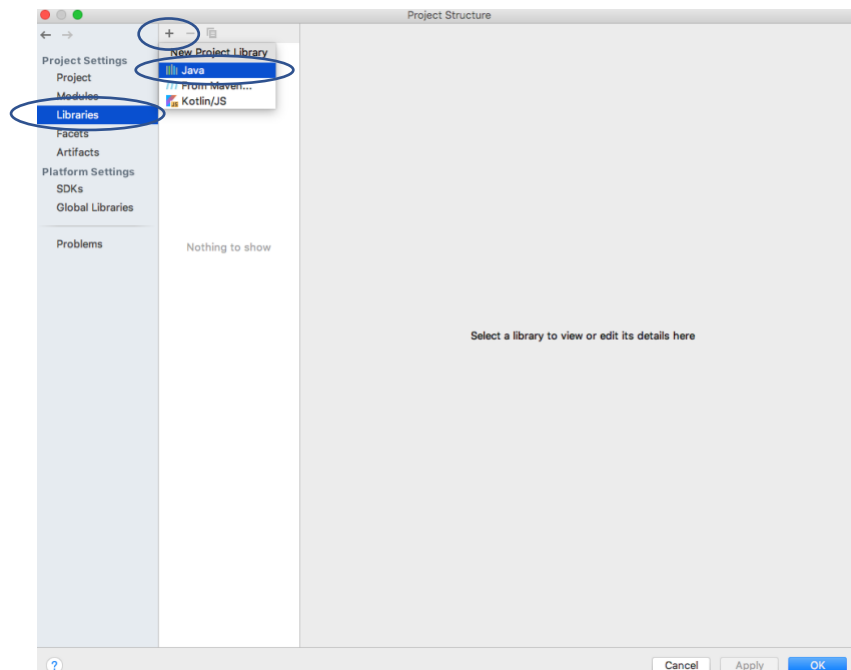 Project Structure
+ −
New Project Library
Java
From Maven...
Kotlin/JS
Project Settings
Project
Modules
Libraries
Facets
Artifacts
Platform Settings
SDKs
Global Libraries
Problems
Nothing to show
Select a library to view or edit its details here
?
Cancel
Apply
OK